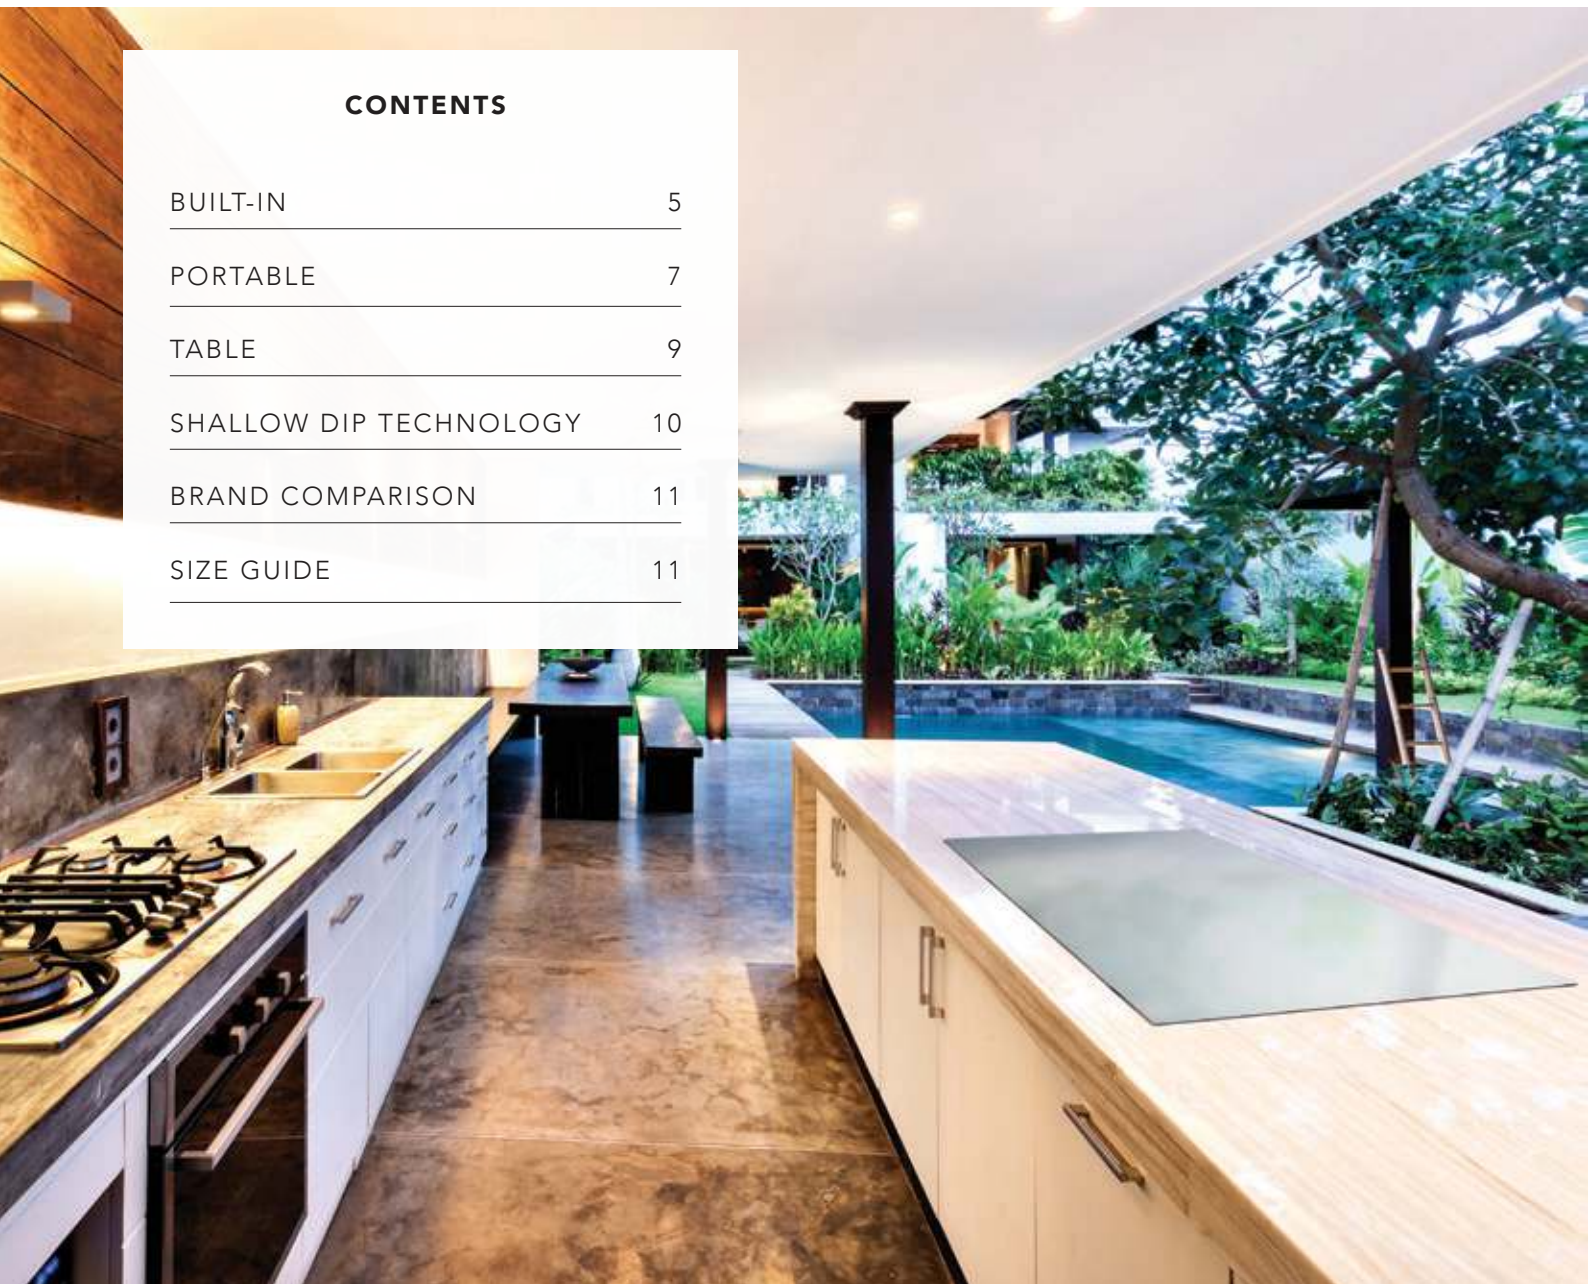 CONTENTS
BUILT-IN 5
PORTABLE 7
TABLE 9
SHALLOW DIP TECHNOLOGY 10
BRAND COMPARISON 11
SIZE GUIDE 11